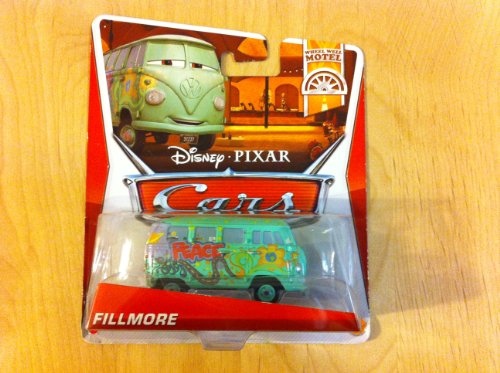 WHEEL WELL
MOTEL
Disney · PIXAR
Cars
PEACE
FILLMORE